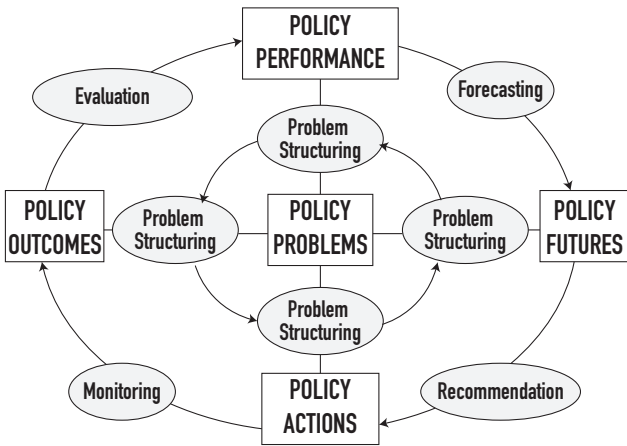 POLICY
PERFORMANCE
Evaluation
Forecasting
Problem
Structuring
POLICY
OUTCOMES
Problem
Structuring
POLICY
PROBLEMS
Problem
Structuring
POLICY
FUTURES
Problem
Structuring
Monitoring
POLICY
ACTIONS
Recommendation